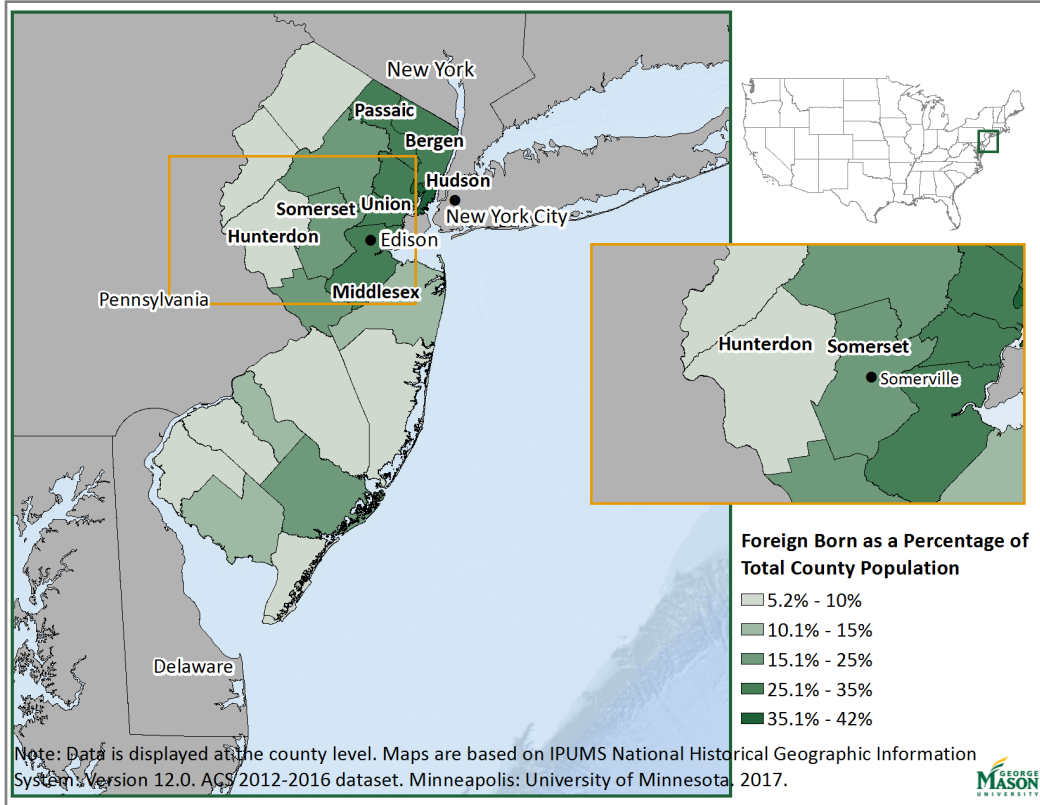 New York
Passaic
Bergen
Hudson
Somerset
Union
New York City
Hunterdon
Edison
Middlesex
Pennsylvania
Delaware
Hunterdon
Somerset
Somerville
Foreign Born as a Percentage of
Total County Population
5.2% - 10%
10.1% - 15%
15.1% - 25%
25.1% - 35%
35.1% - 42%
Note: Data is displayed at the county level. Maps are based on IPUMS National Historical Geographic Information
System: Version 12.0. ACS 2012-2016 dataset. Minneapolis: University of Minnesota. 2017.
GEORGE
MASON
UNIVERSITY